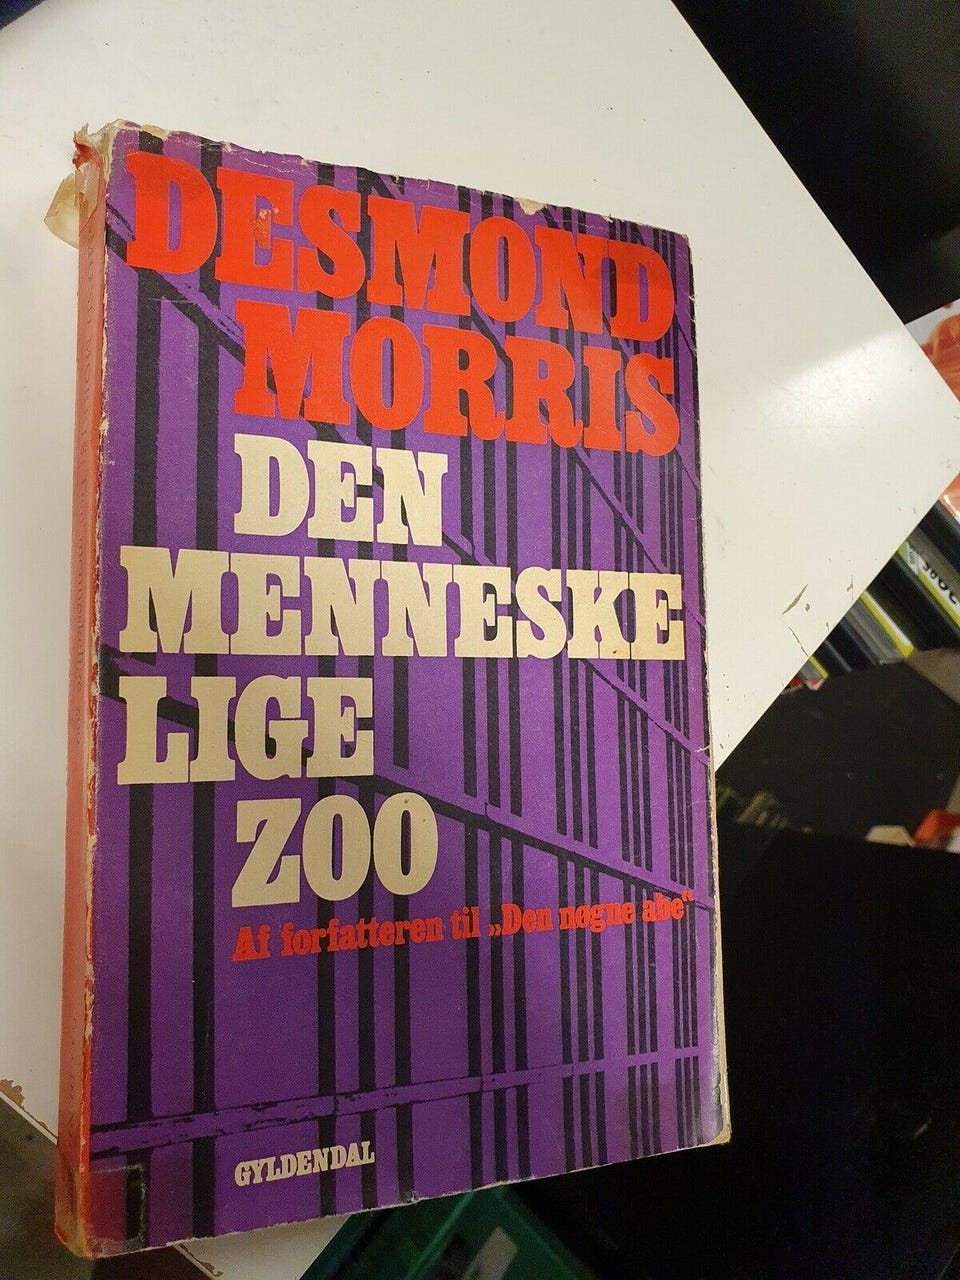 DESMOND
MORRIS
DEN
MENNESKE
LIGE
ZOO
Af forfatteren til „Den nøgne abe“
GYLDENDAL